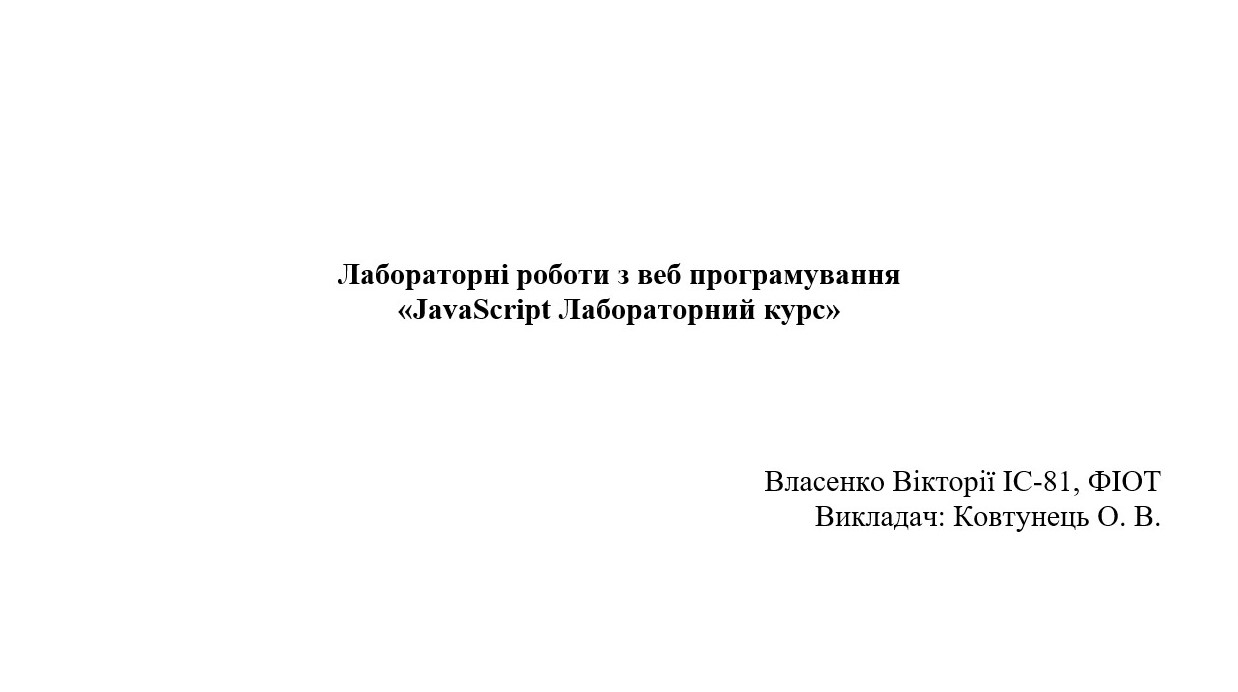 Лабораторні роботи з веб програмування
«JavaScript Лабораторний курс»
Власенко Вікторії ІС-81, ФІОТ
Викладач: Ковтунець О. В.